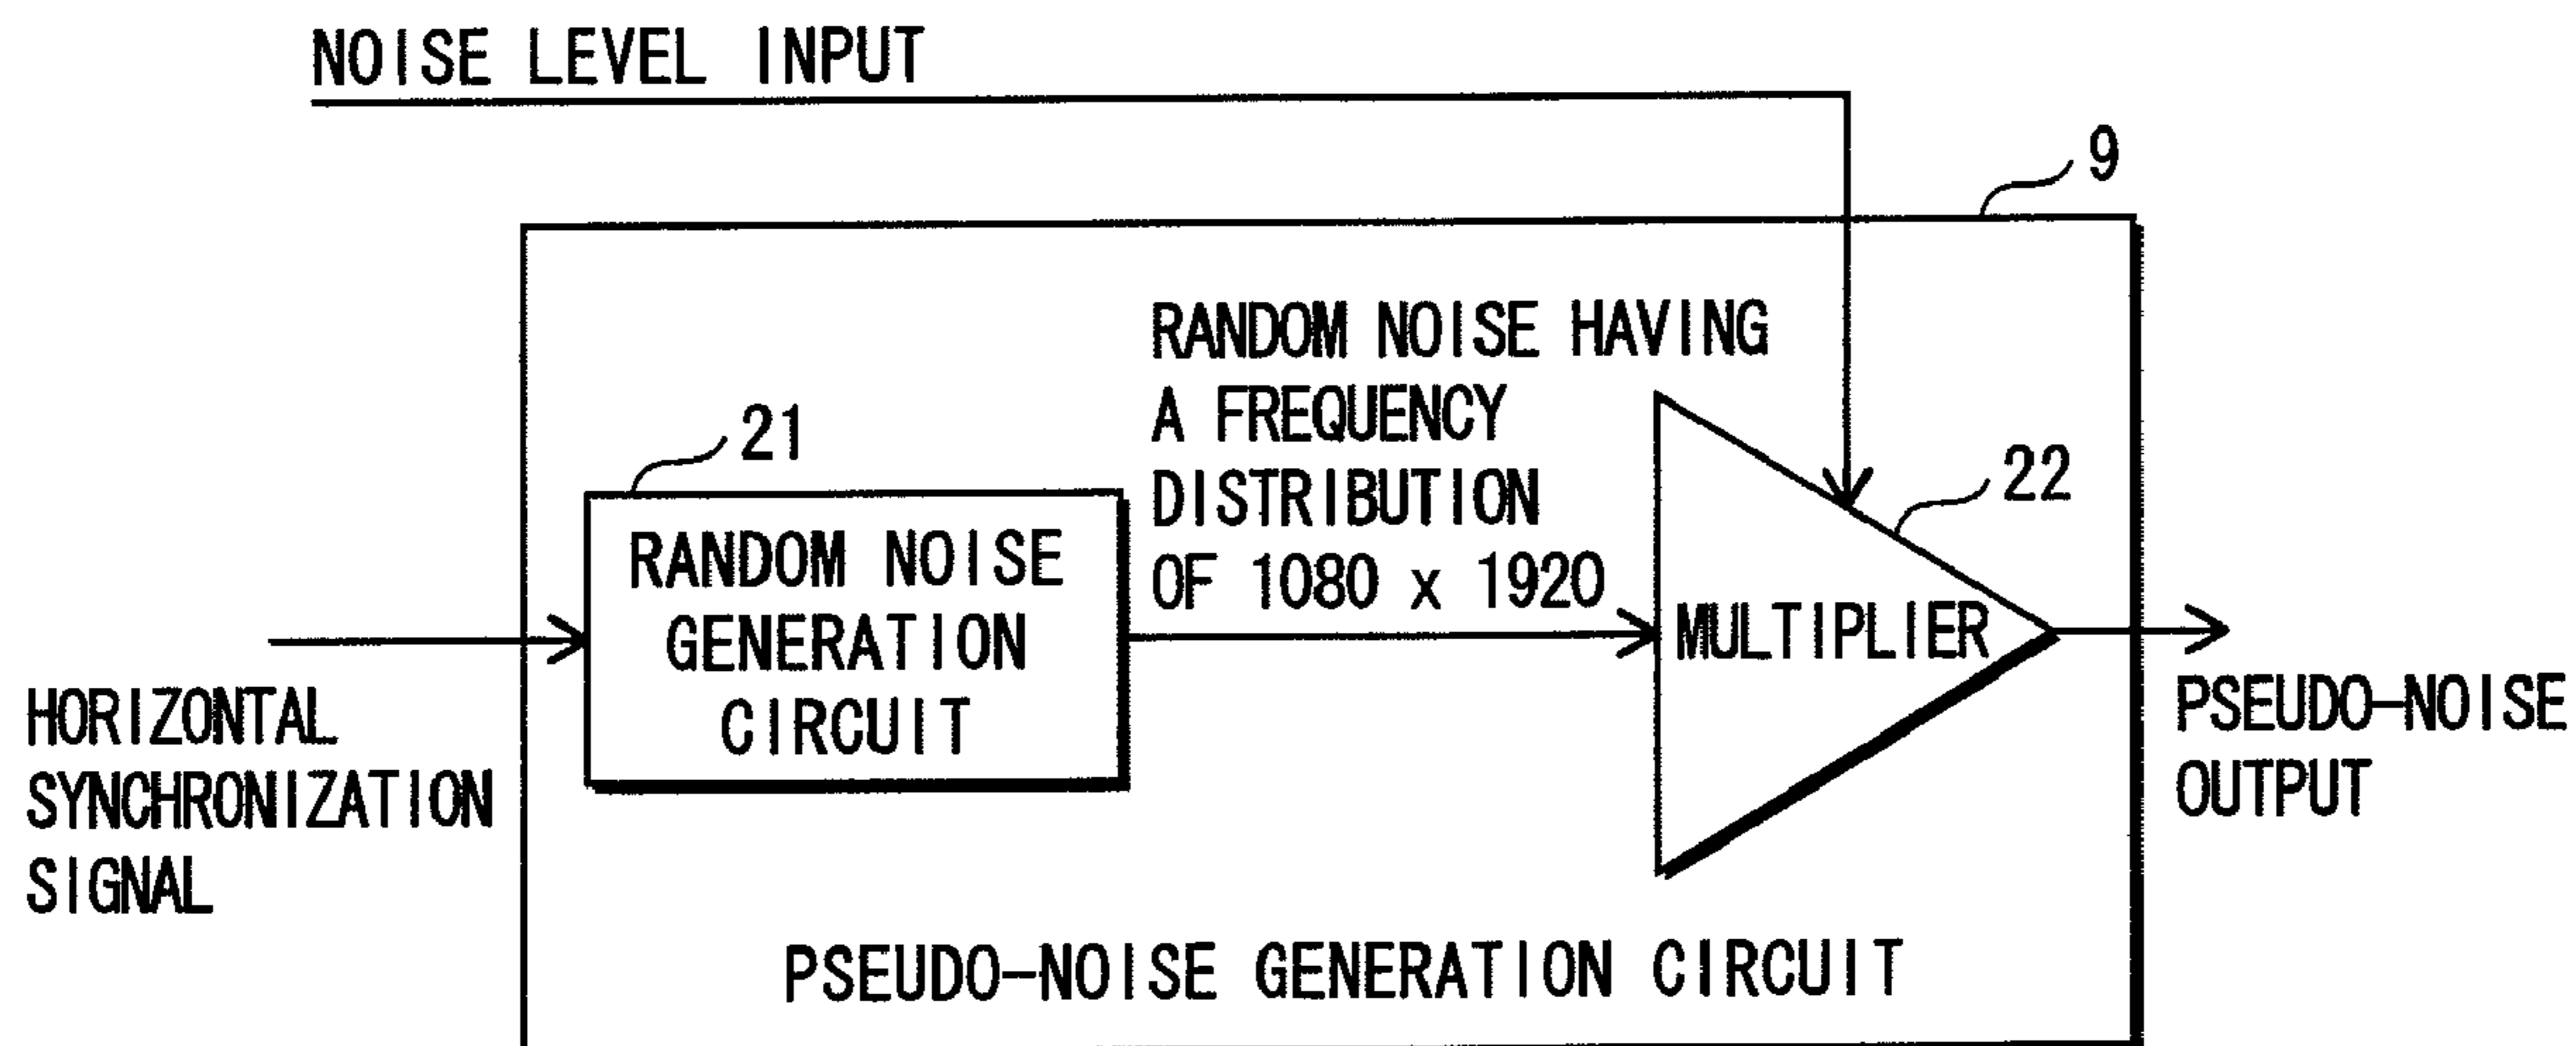 NOISE LEVEL INPUT
9
RANDOM NOISE HAVING
A FREQUENCY
DISTRIBUTION
OF 1080 x 1920
21
22
RANDOM NOISE
GENERATION
CIRCUIT
MULTIPLIER
HORIZONTAL
SYNCHRONIZATION
SIGNAL
PSEUDO-NOISE
OUTPUT
PSEUDO-NOISE GENERATION CIRCUIT